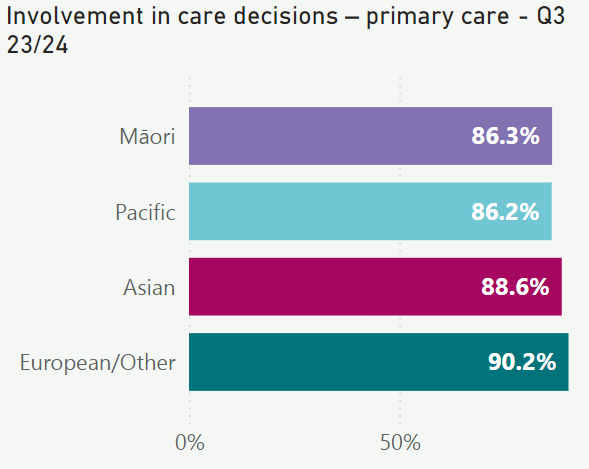 Involvement in care decisions – primary care - Q3
23/24
Māori
86.3%
Pacific
86.2%
Asian
88.6%
European/Other
90.2%
0%
50%